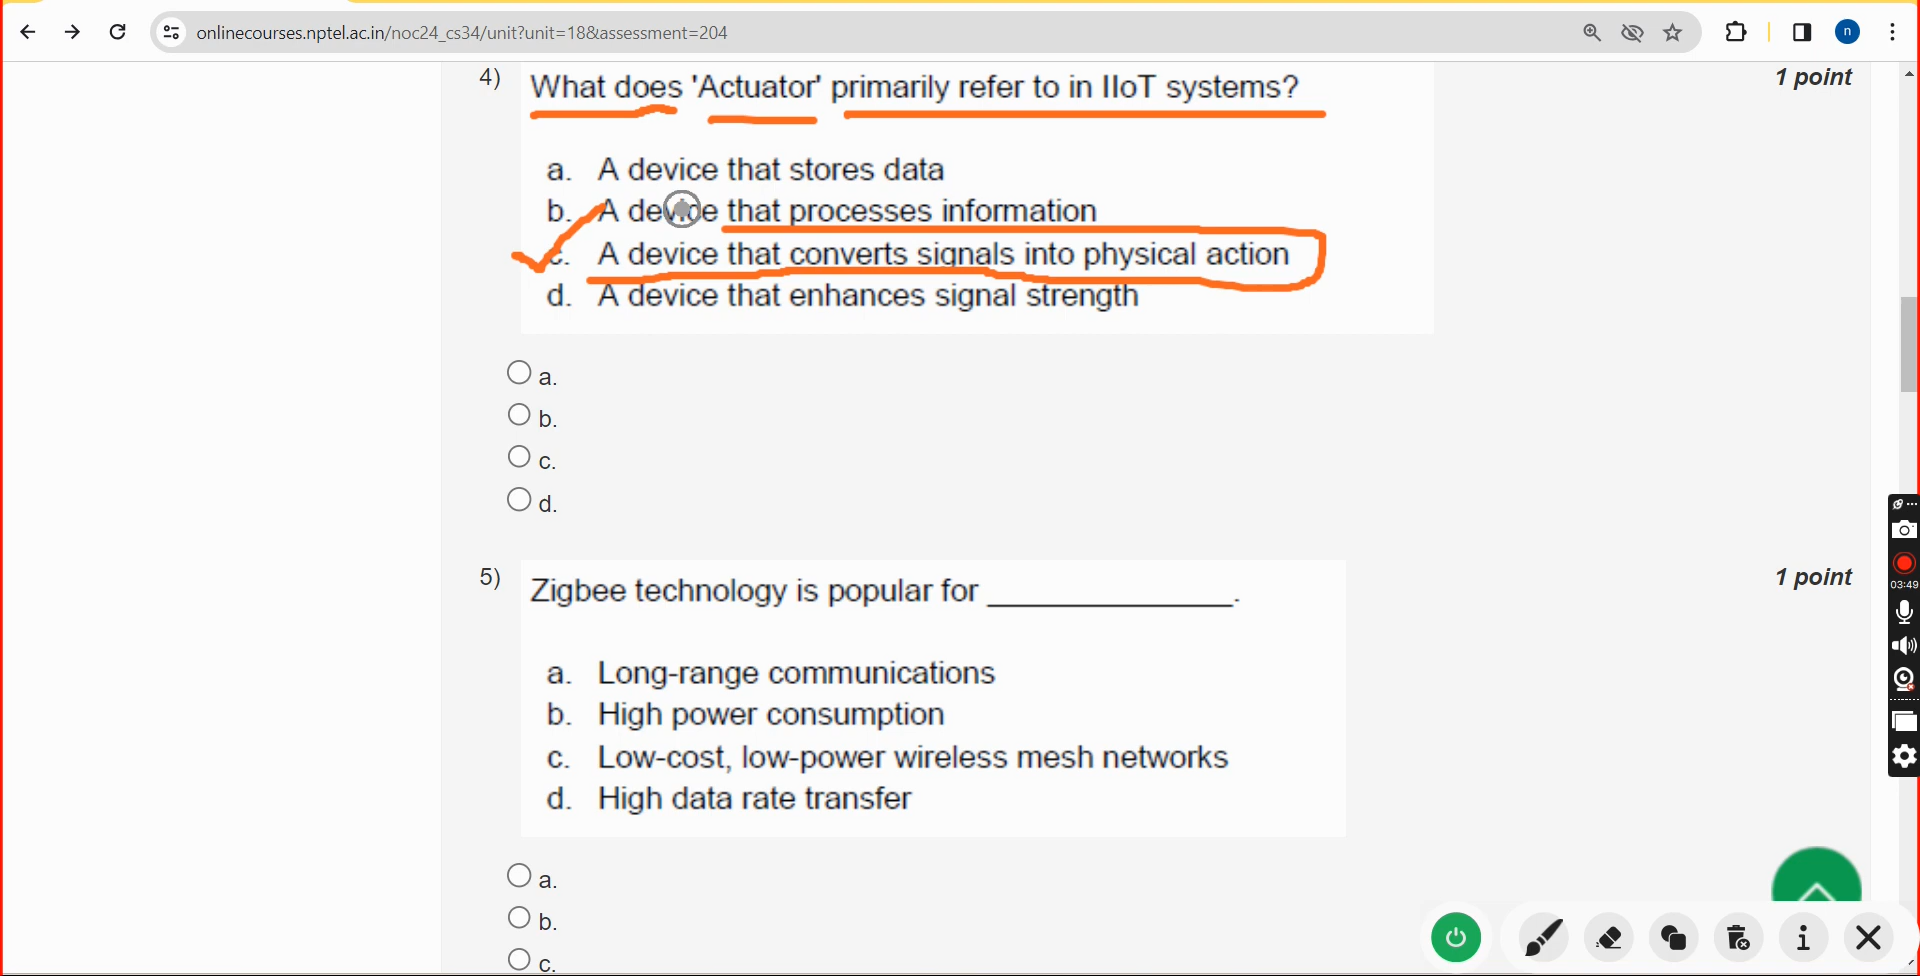 onlinecourses.nptel.ac.in/noc24_cs34/unit?unit=18&assessment=204
n
4) What does 'Actuator' primarily refer to in IIoT systems? 1 point
a. A device that stores data
b. A device that processes information
c. A device that converts signals into physical action
d. A device that enhances signal strength
a.
b.
c.
d.
03:49
5) Zigbee technology is popular for ______________. 1 point
a. Long-range communications
b. High power consumption
c. Low-cost, low-power wireless mesh networks
d. High data rate transfer
a.
b.
c.